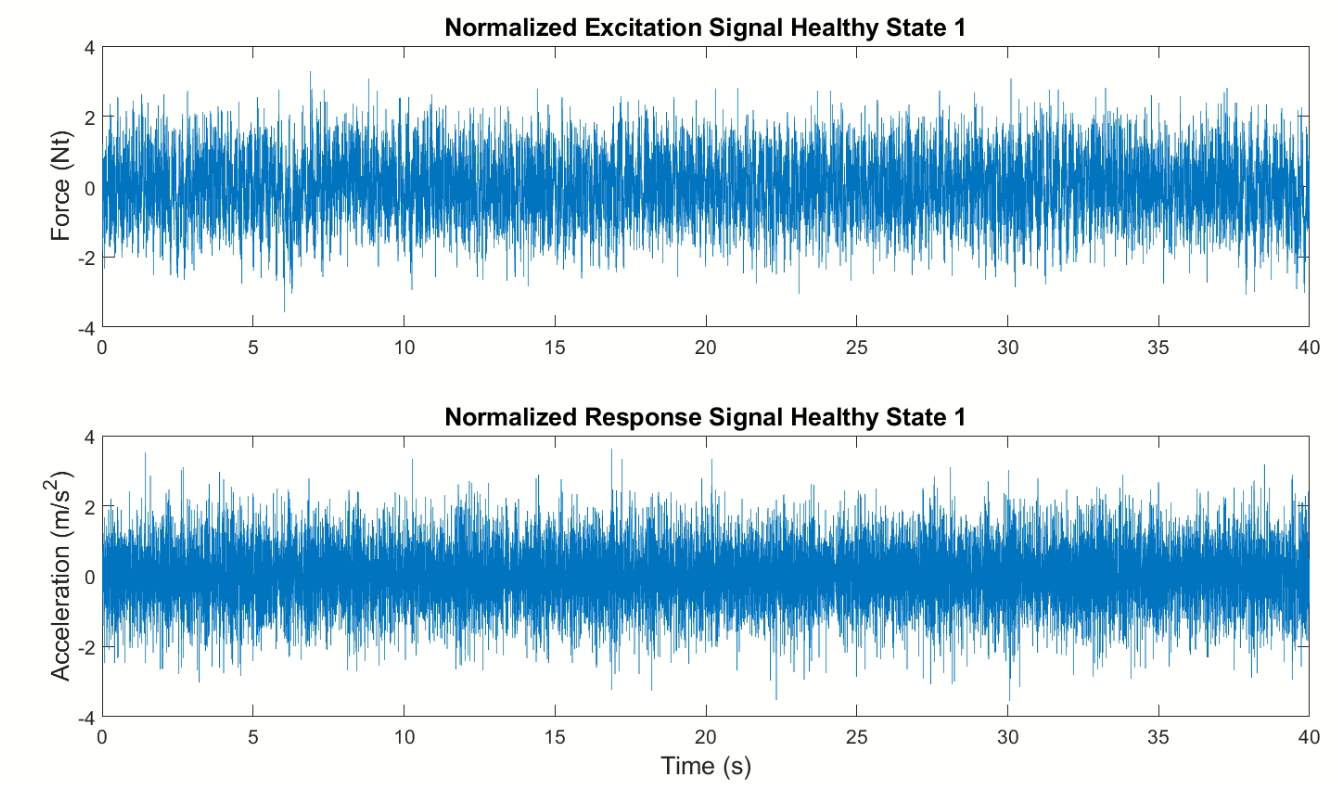 Normalized Excitation Signal Healthy State 1
4
2
0
-2
-4
Force (Nt)
0 5 10 15 20 25 30 35 40
Normalized Response Signal Healthy State 1
4
2
0
-2
-4
Acceleration (m/s²)
0 5 10 15 20 25 30 35 40
Time (s)